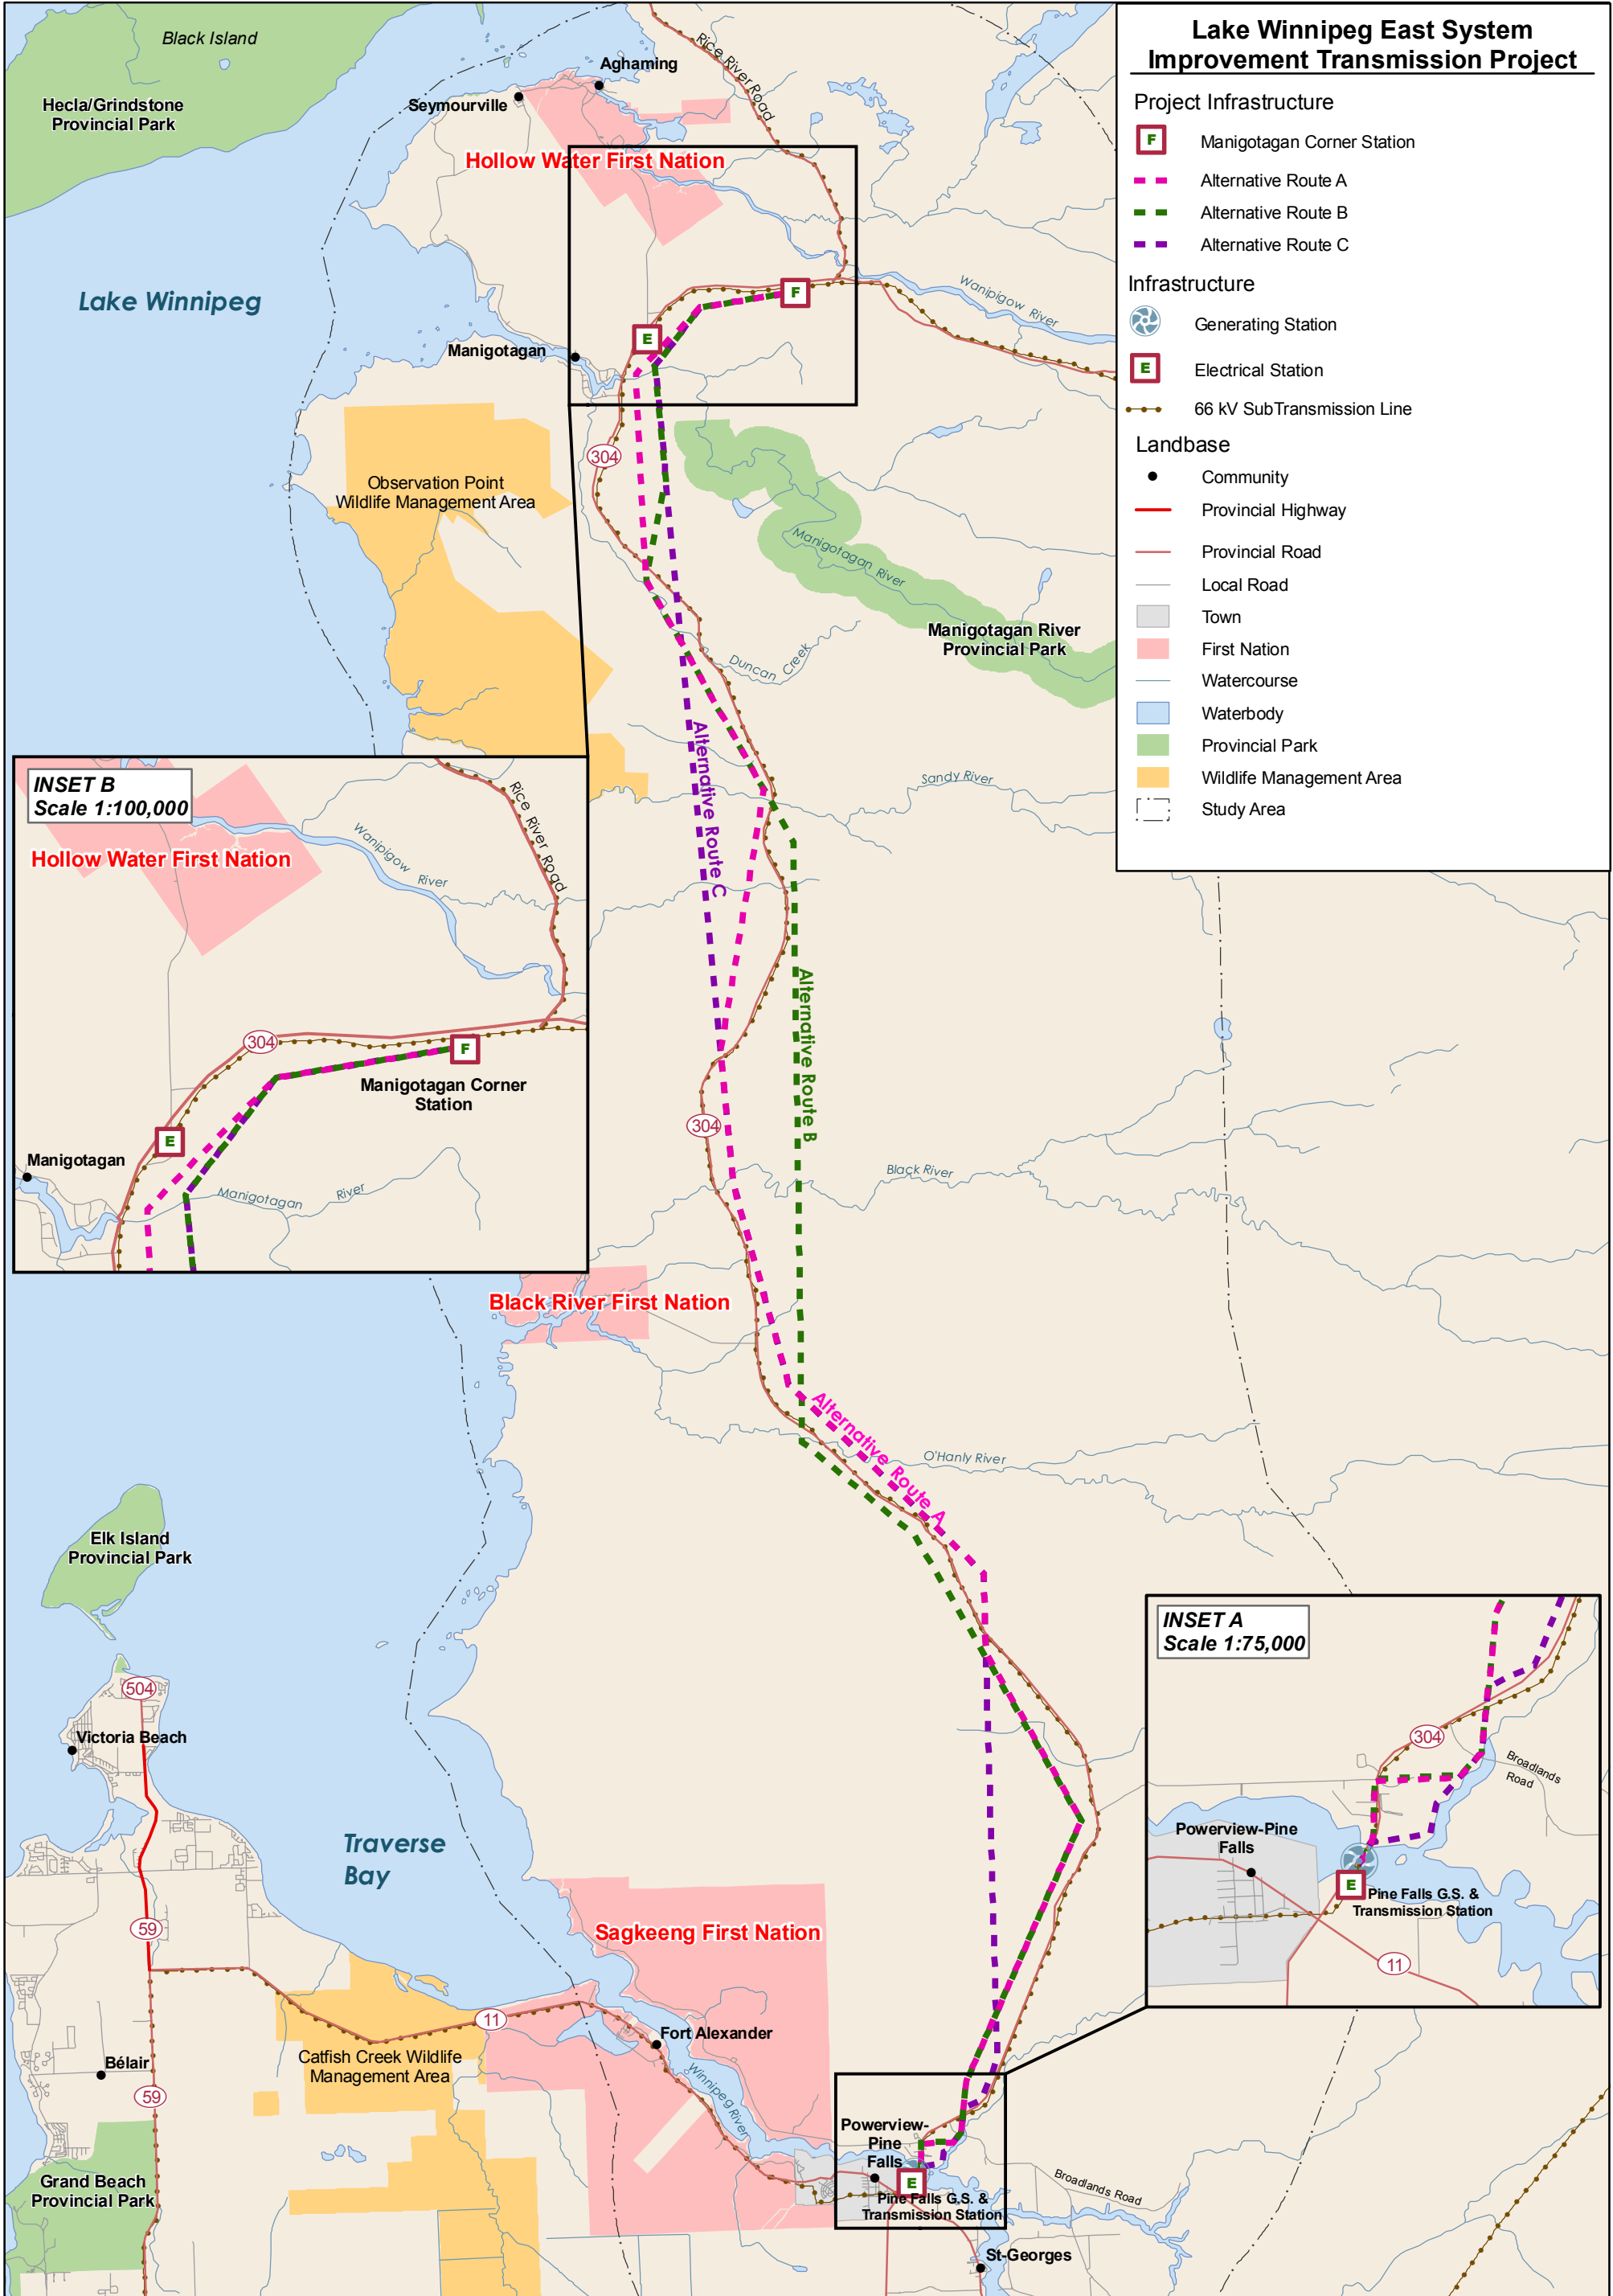 Lake Winnipeg East System
Improvement Transmission Project
Project Infrastructure
F
Manigotagan Corner Station
Alternative Route A
Alternative Route B
Alternative Route C
Infrastructure
Generating Station
E
Electrical Station
66 kV SubTransmission Line
Landbase
Community
Provincial Highway
Provincial Road
Local Road
Town
First Nation
Watercourse
Waterbody
Provincial Park
Wildlife Management Area
Study Area
Black Island
Hecla/Grindstone
Provincial Park
Aghaming
Seymourville
Rice River Road
Hollow Water First Nation
Lake Winnipeg
Wanipigow River
F
E
Manigotagan
304
Observation Point
Wildlife Management Area
Manigotagan River
Manigotagan River
Provincial Park
Duncan Creek
Sandy River
Alternative Route C
Alternative Route B
304
Black River
INSET B
Scale 1:100,000
Hollow Water First Nation
Rice River Road
Wanipigow
River
304
F
Manigotagan Corner
Station
E
Manigotagan
Manigotagan
River
Black River First Nation
Alternative Route A
O'Hanly River
Elk Island
Provincial Park
504
Victoria Beach
Traverse
Bay
59
Sagkeeng First Nation
11
Fort Alexander
Catfish Creek Wildlife
Management Area
Bélair
59
Winnipeg River
Grand Beach
Provincial Park
Powerview-
Pine
Falls
E
Pine Falls G.S. &
Transmission Station
Broadlands Road
St-Georges
INSET A
Scale 1:75,000
304
Broadlands
Road
Powerview-Pine
Falls
E
Pine Falls G.S. &
Transmission Station
11